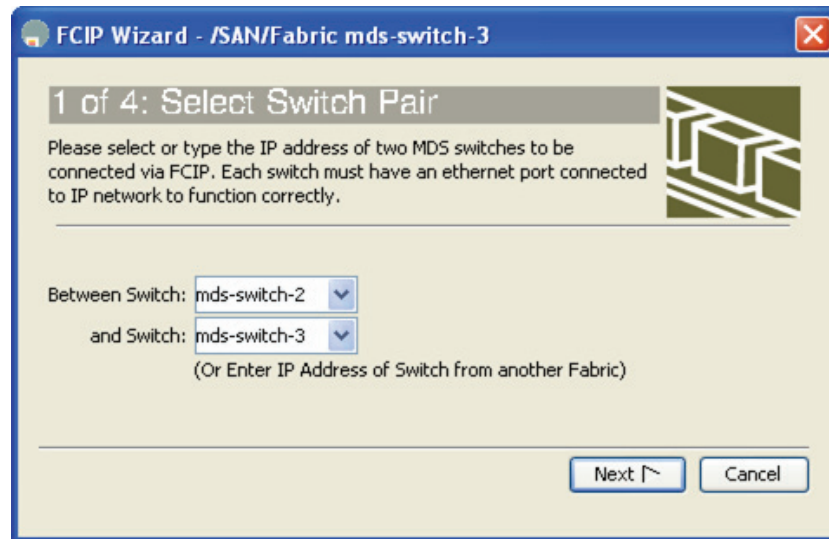 FCIP Wizard - /SAN/Fabric mds-switch-3
1 of 4: Select Switch Pair
Please select or type the IP address of two MDS switches to be
connected via FCIP. Each switch must have an ethernet port connected
to IP network to function correctly.
Between Switch: mds-switch-2
and Switch: mds-switch-3
(Or Enter IP Address of Switch from another Fabric)
Next Cancel